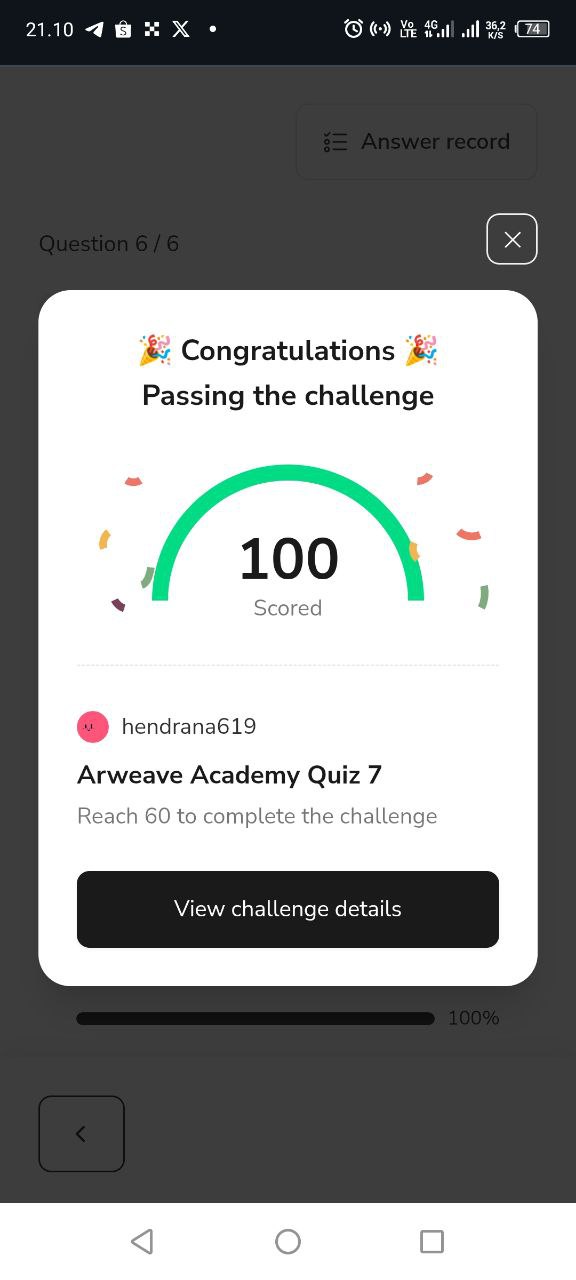 21.10
Vo LTE 4G 36,2 K/S 74
Answer record
Question 6 / 6
🎉 Congratulations 🎉
Passing the challenge
100
Scored
hendrana619
Arweave Academy Quiz 7
Reach 60 to complete the challenge
View challenge details
100%